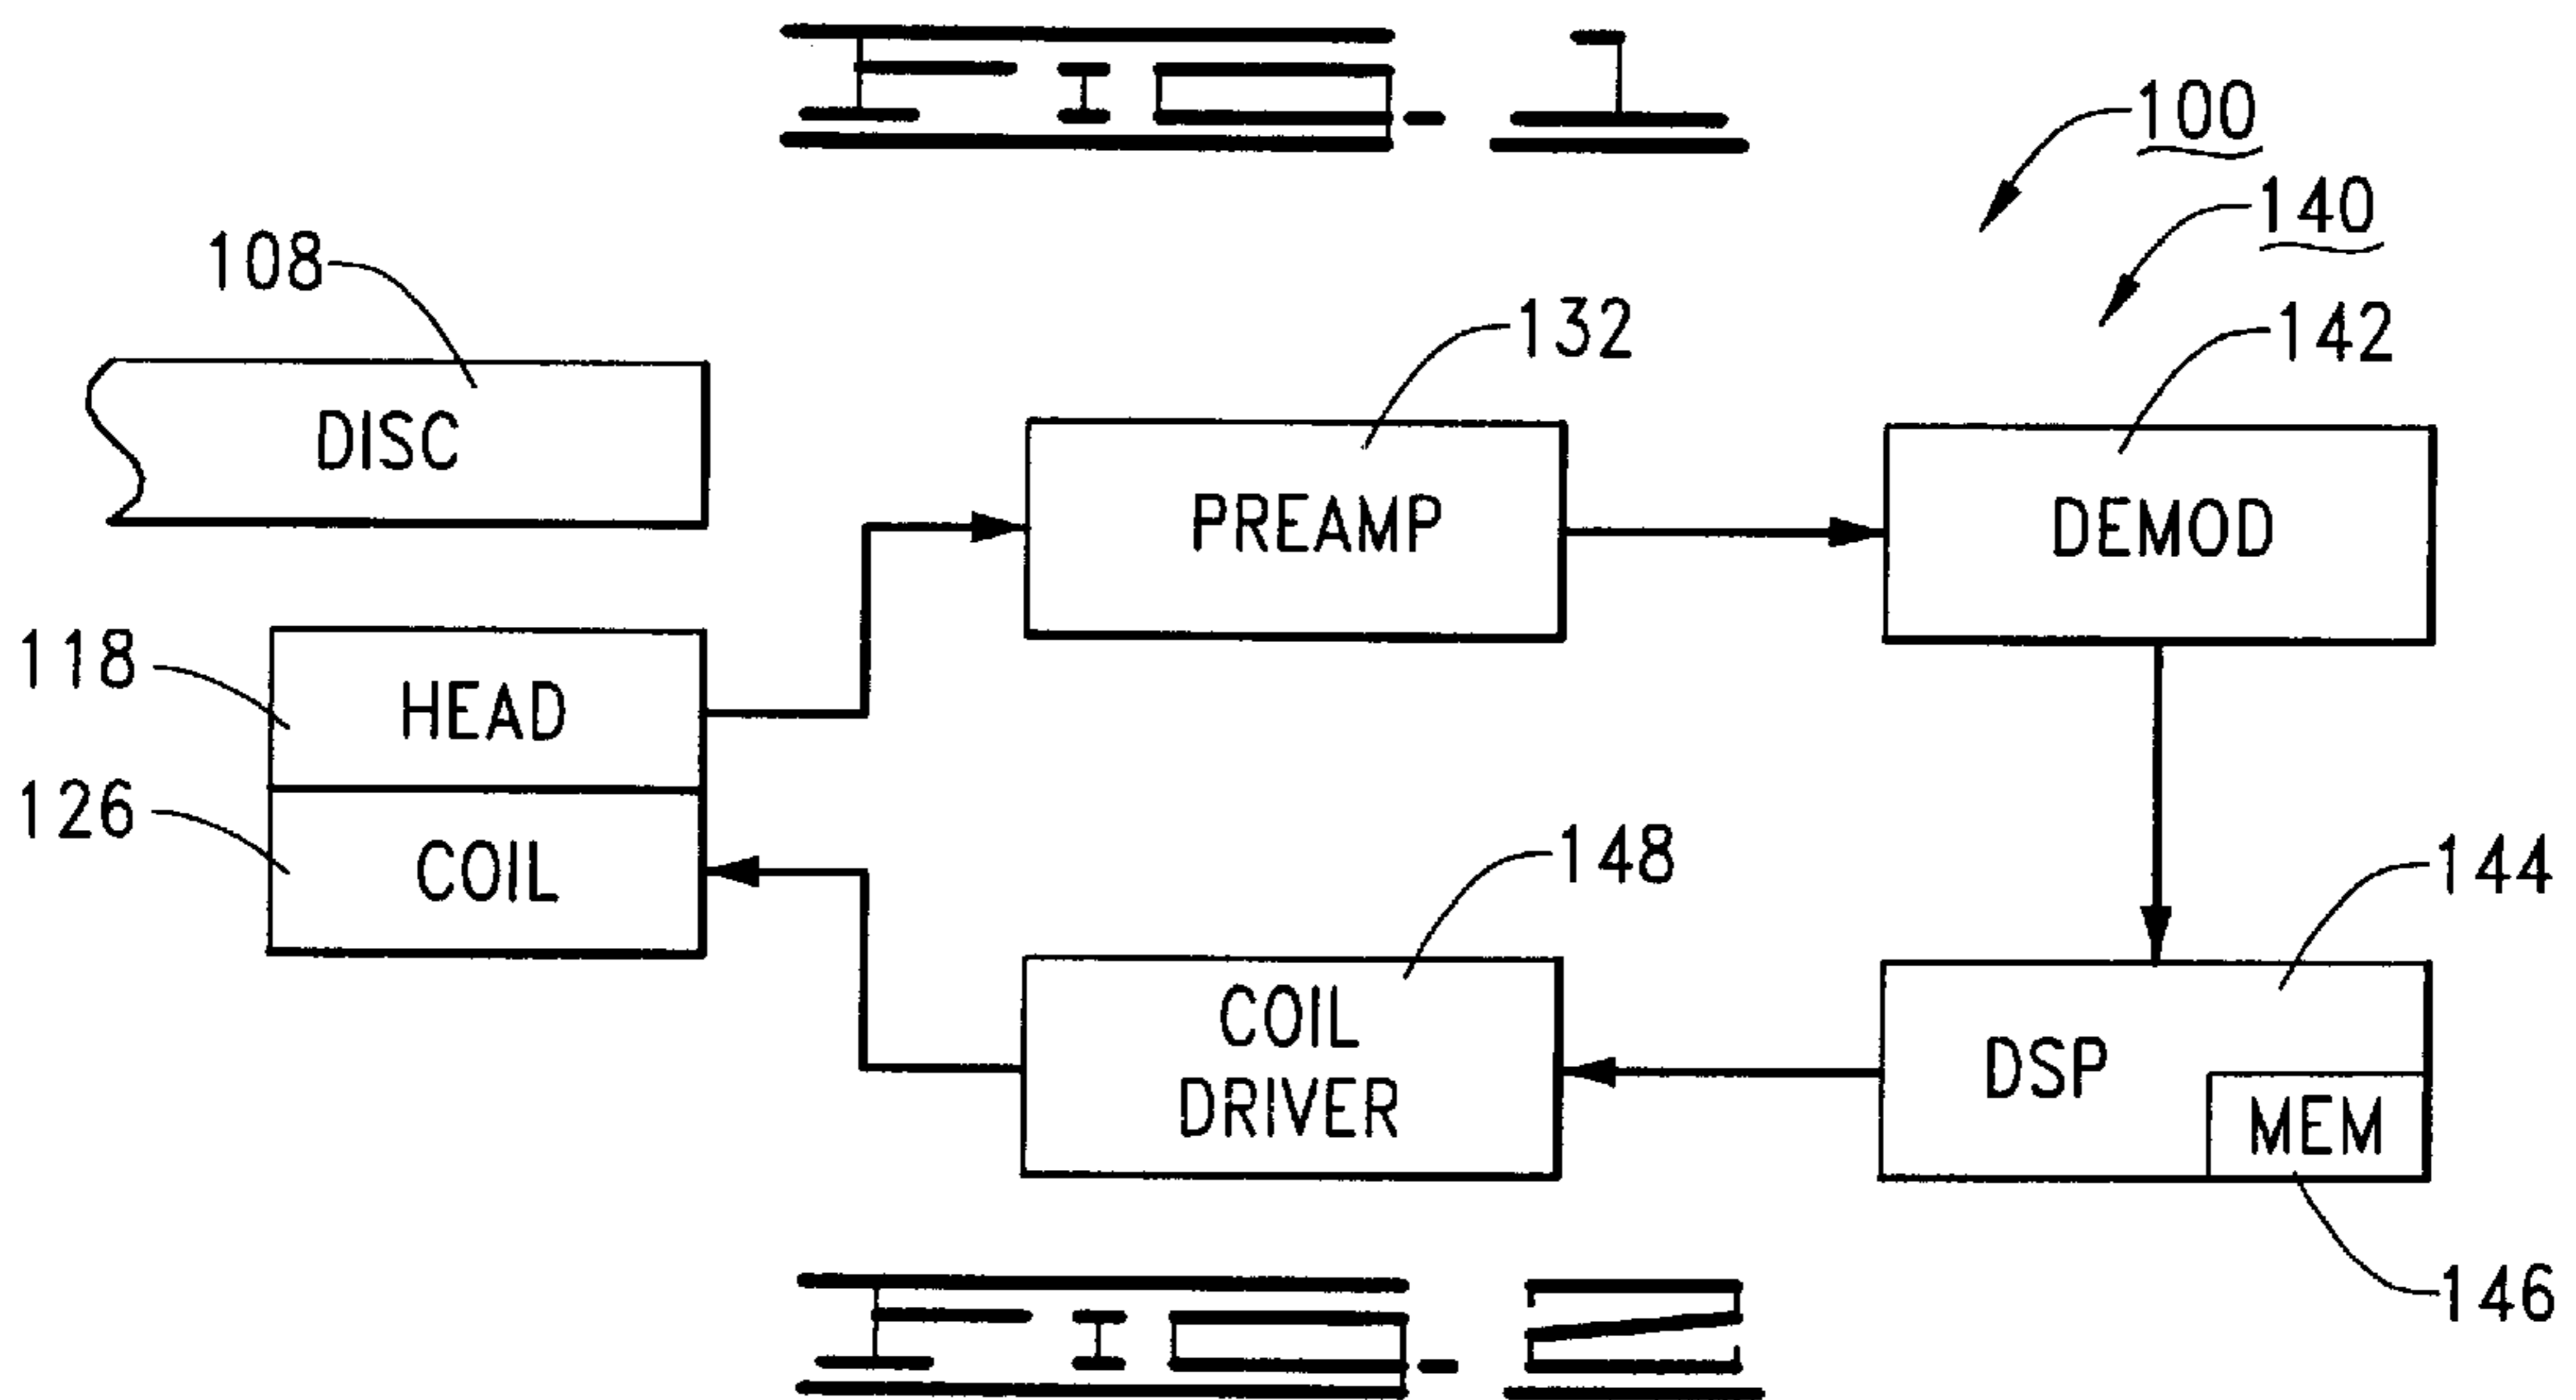 FIG. 1
100
140
108
132
142
DISC
PREAMP
DEMOD
118
HEAD
126
COIL
148
144
COIL
DRIVER
DSP
MEM
146
FIG. 2